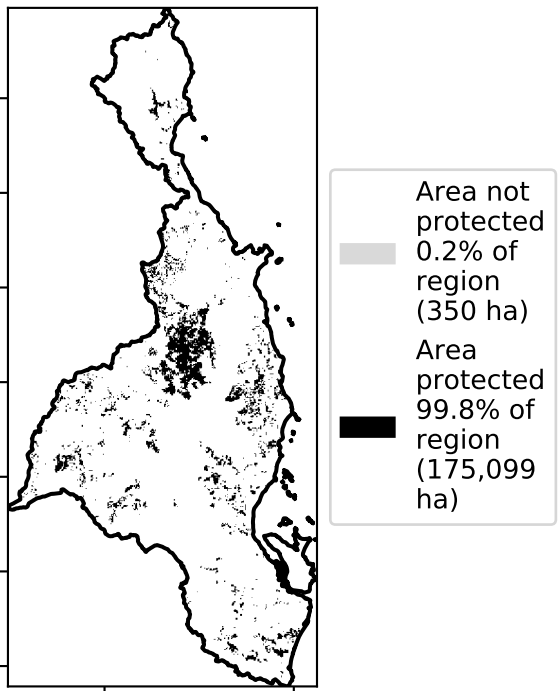 Area not
protected
0.2% of
region
(350 ha)
Area
protected
99.8% of
region
(175,099
ha)